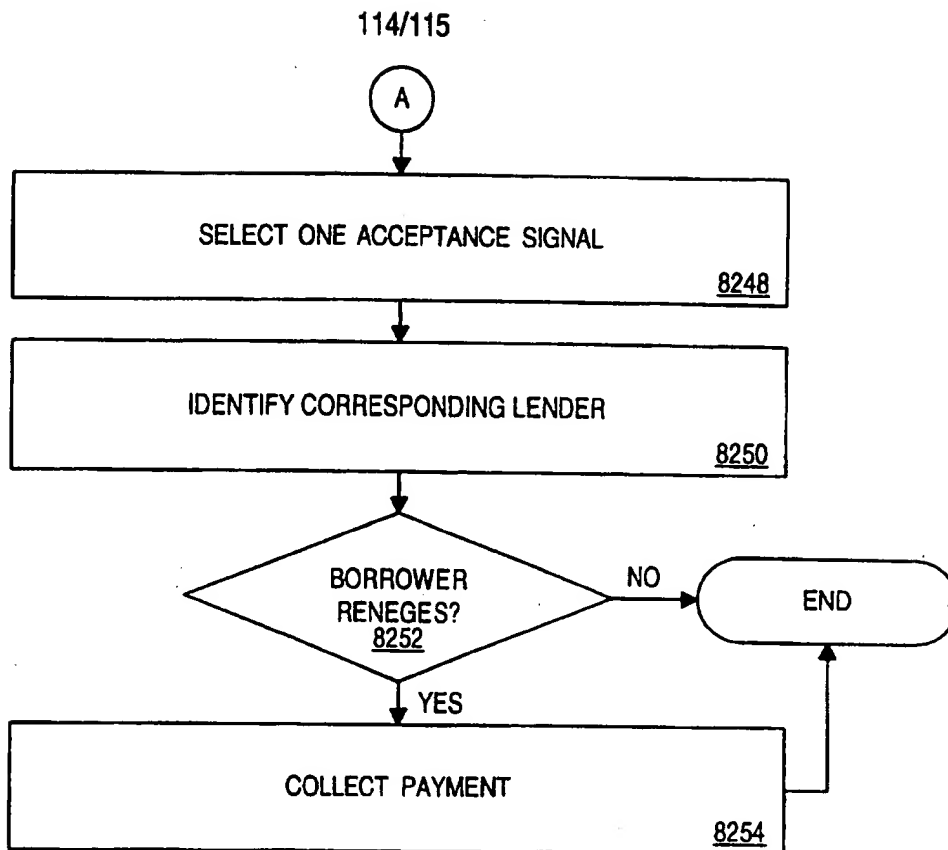 114/115
A
SELECT ONE ACCEPTANCE SIGNAL
8248
IDENTIFY CORRESPONDING LENDER
8250
BORROWER
RENEGES?
8252
NO
END
YES
COLLECT PAYMENT
8254